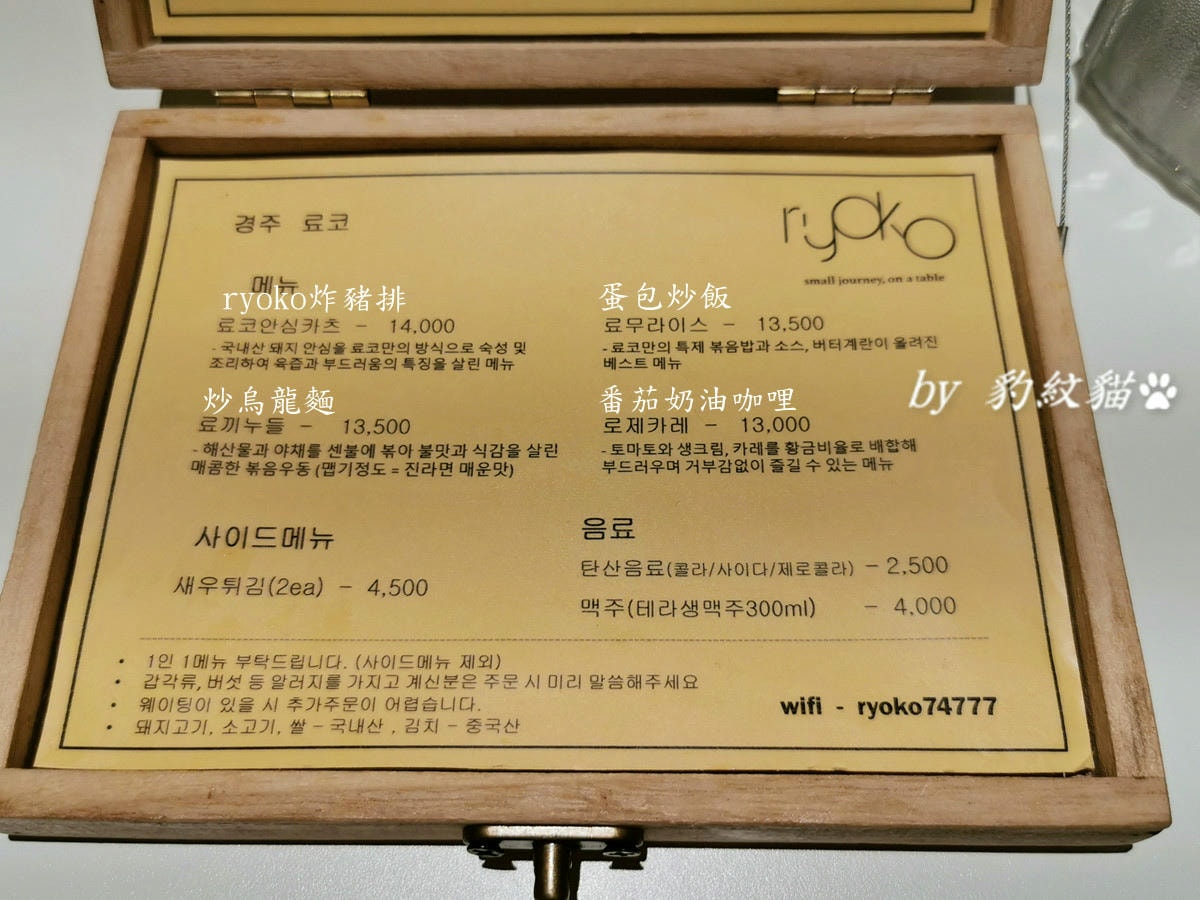 경주 료코
ryoko
small journey, on a table
메뉴
ryoko炸豬排
료코안심카츠 - 14,000
- 국내산 돼지 안심을 료코만의 방식으로 숙성 및
조리하여 육즙과 부드러움의 특징을 살린 메뉴
蛋包炒飯
료무라이스 - 13,500
- 료코만의 특제 볶음밥과 소스, 버터계란이 올려진
베스트 메뉴
炒烏龍麵
료끼누들 - 13,500
- 해산물과 야채를 센불에 볶아 불맛과 식감을 살린
매콤한 볶음우동 (맵기정도 = 진라면 매운맛)
番茄奶油咖哩
로제카레 - 13,000
- 토마토와 생크림, 카레를 황금비율로 배합해
부드러우며 거부감없이 즐길 수 있는 메뉴
by 豹紋貓
사이드메뉴
새우튀김(2ea) - 4,500
음료
탄산음료(콜라/사이다/제로콜라) - 2,500
맥주(테라생맥주300ml) - 4,000
• 1인 1메뉴 부탁드립니다. (사이드메뉴 제외)
• 갑각류, 버섯 등 알러지를 가지고 계신분은 주문 시 미리 말씀해주세요
• 웨이팅이 있을 시 추가주문이 어렵습니다.
• 돼지고기, 소고기, 쌀 - 국내산 , 김치 - 중국산
wifi - ryoko74777